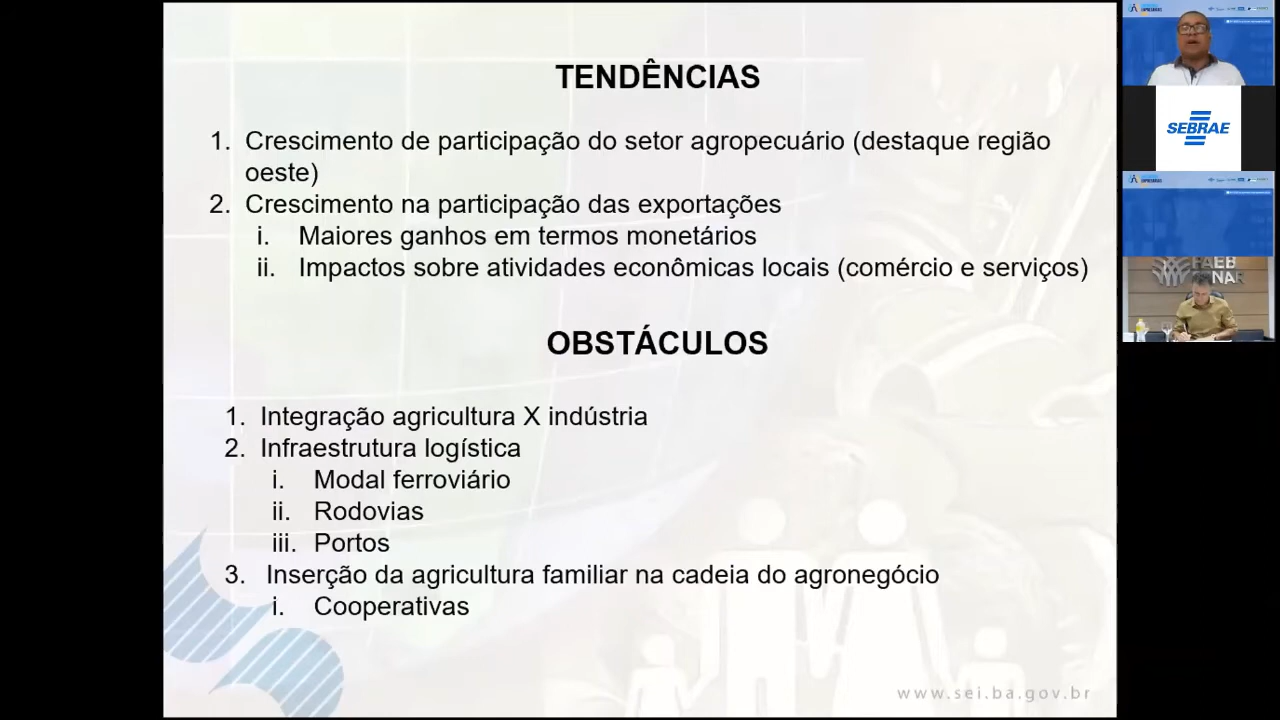 TENDÊNCIAS
1. Crescimento de participação do setor agropecuário (destaque região
oeste)
2. Crescimento na participação das exportações
i. Maiores ganhos em termos monetários
ii. Impactos sobre atividades econômicas locais (comércio e serviços)
OBSTÁCULOS
1. Integração agricultura X indústria
2. Infraestrutura logística
i. Modal ferroviário
ii. Rodovias
iii. Portos
3. Inserção da agricultura familiar na cadeia do agronegócio
i. Cooperativas
www.sei.ba.gov.br
SEBRAE